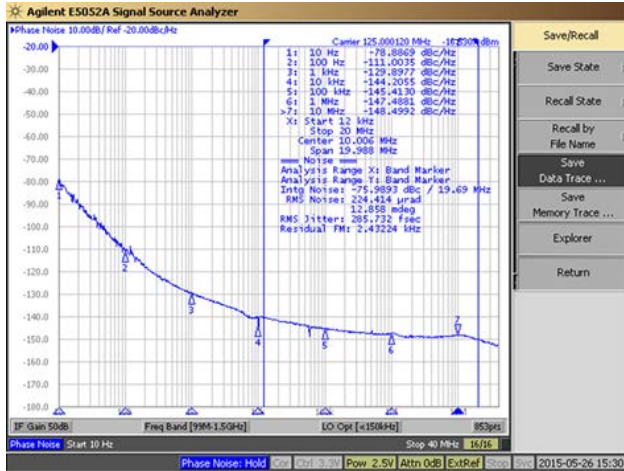 Agilent E5052A Signal Source Analyzer
Phase Noise 10.00dB/ Ref -20.00dBc/Hz
Carrier 125.000120 MHz
dBm
-20.00
-30.00
-40.00
-50.00
-60.00
-70.00
-80.00
-90.00
-100.0
-110.0
-120.0
-130.0
-140.0
-150.0
-160.0
-170.0
-180.0
1: 10 Hz -78.8869 dBc/Hz
2: 100 Hz -111.0035 dBc/Hz
3: 1 kHz -129.8977 dBc/Hz
4: 10 kHz -144.2055 dBc/Hz
5: 100 kHz -145.4130 dBc/Hz
6: 1 MHz -147.4881 dBc/Hz
>7: 10 MHz -148.4992 dBc/Hz
X: Start 12 kHz
Stop 20 MHz
Center 10.006 MHz
Span 19.988 MHz
=== Noise ===
Analysis Range X: Band Marker
Analysis Range Y: Band Marker
Intg Noise: -75.9893 dBc / 19.69 MHz
RMS Noise: 224.414 µrad
12.858 mdeg
RMS Jitter: 285.732 fsec
Residual FM: 2.43224 kHz
1
2
3
4
5
6
7
IF Gain 50dB
Freq Band [99M-1.5GHz]
LO Opt [<150kHz]
853pts
Phase Noise Start 10 Hz
Stop 40 MHz 16/16
Phase Noise: Hold Cor Ctrl 3.3V Pow 2.5V Attn 0dB ExtRef Stop Svc 2015-05-26 15:30
Save/Recall
Save State
Recall State
Recall by
File Name
Save
Data Trace ...
Save
Memory Trace ...
Explorer
Return